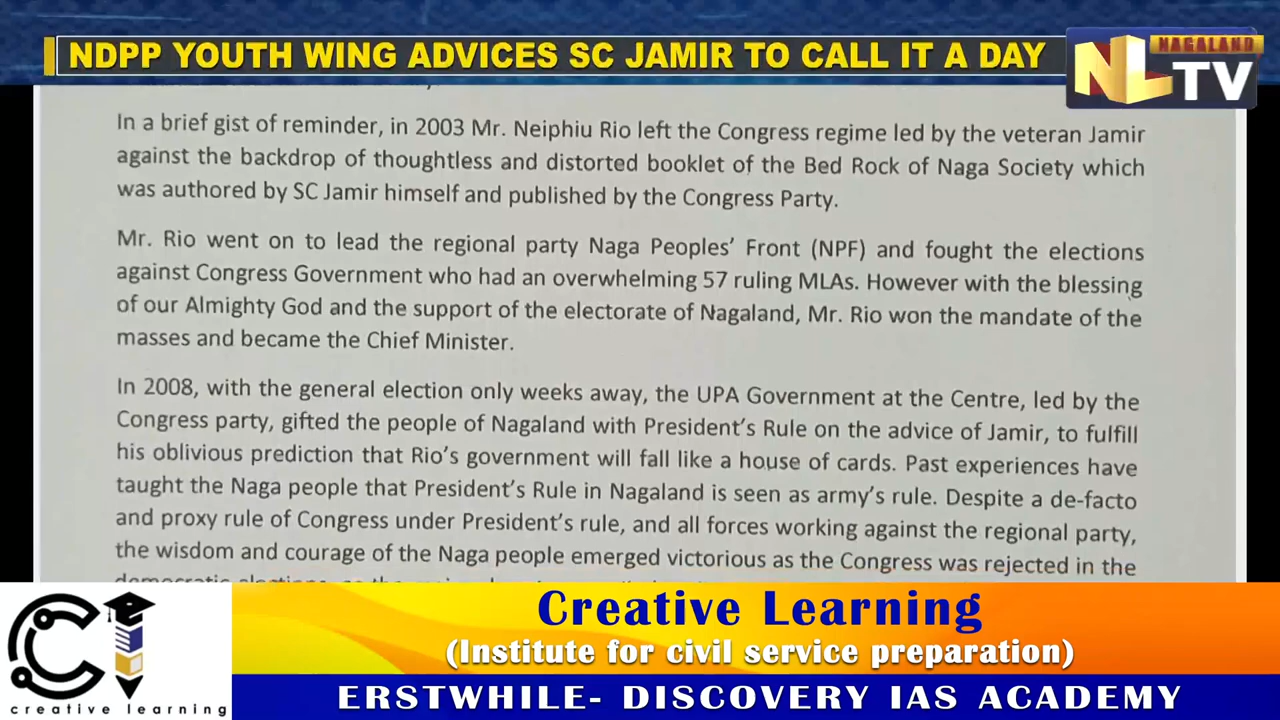 NDPP YOUTH WING ADVICES SC JAMIR TO CALL IT A DAY
NAGALAND
NL
TV
In a brief gist of reminder, in 2003 Mr. Neiphiu Rio left the Congress regime led by the veteran Jamir
against the backdrop of thoughtless and distorted booklet of the Bed Rock of Naga Society which
was authored by SC Jamir himself and published by the Congress Party.
Mr. Rio went on to lead the regional party Naga Peoples' Front (NPF) and fought the elections
against Congress Government who had an overwhelming 57 ruling MLAs. However with the blessing
of our Almighty God and the support of the electorate of Nagaland, Mr. Rio won the mandate of the
masses and became the Chief Minister.
In 2008, with the general election only weeks away, the UPA Government at the Centre, led by the
Congress party, gifted the people of Nagaland with President's Rule on the advice of Jamir, to fulfill
his oblivious prediction that Rio's government will fall like a house of cards. Past experiences have
taught the Naga people that President's Rule in Nagaland is seen as army's rule. Despite a de-facto
and proxy rule of Congress under President's rule, and all forces working against the regional party,
the wisdom and courage of the Naga people emerged victorious as the Congress was rejected in the
creative learning
Creative Learning
(Institute for civil service preparation)
ERSTWHILE- DISCOVERY IAS ACADEMY